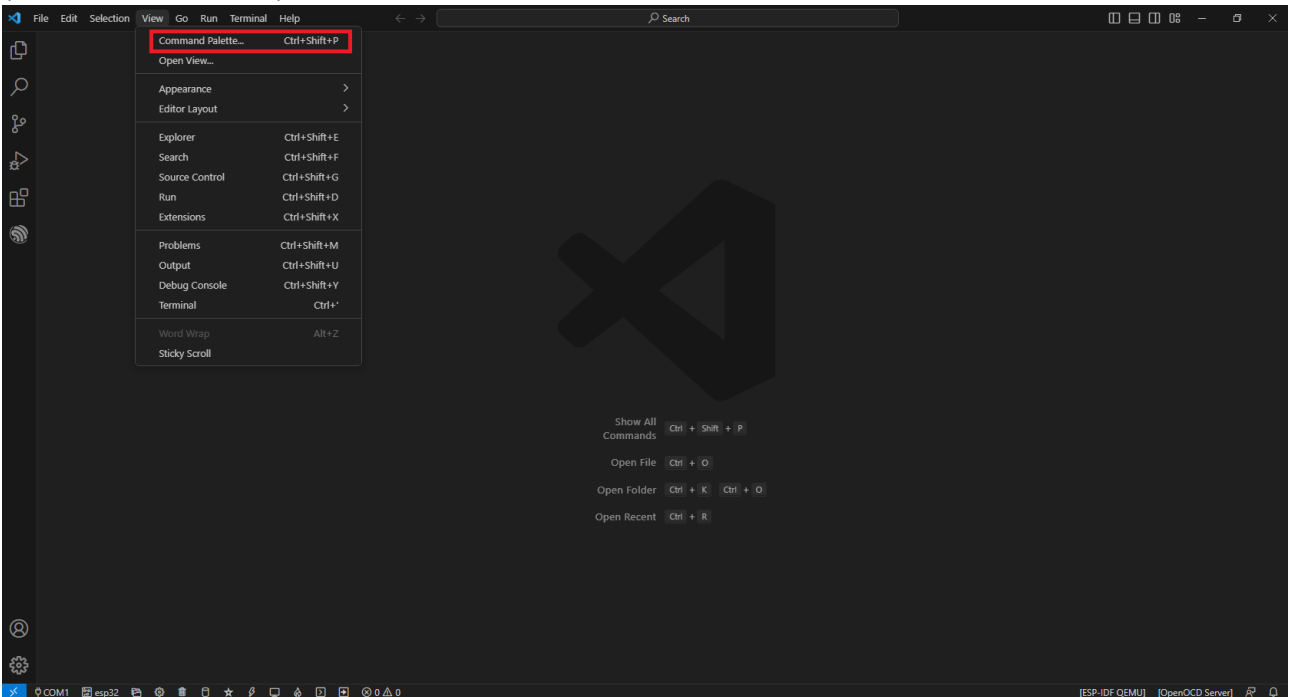 File Edit Selection View Go Run Terminal Help Search
Command Palette... Ctrl+Shift+P
Open View...
Appearance
Editor Layout
Explorer Ctrl+Shift+E
Search Ctrl+Shift+F
Source Control Ctrl+Shift+G
Run Ctrl+Shift+D
Extensions Ctrl+Shift+X
Problems Ctrl+Shift+M
Output Ctrl+Shift+U
Debug Console Ctrl+Shift+Y
Terminal Ctrl+'
Word Wrap Alt+Z
Sticky Scroll
Show All
Commands Ctrl + Shift + P
Open File Ctrl + O
Open Folder Ctrl + K Ctrl + O
Open Recent Ctrl + R
COM1 esp32 0 0 [ESP-IDF QEMU] [OpenOCD Server]